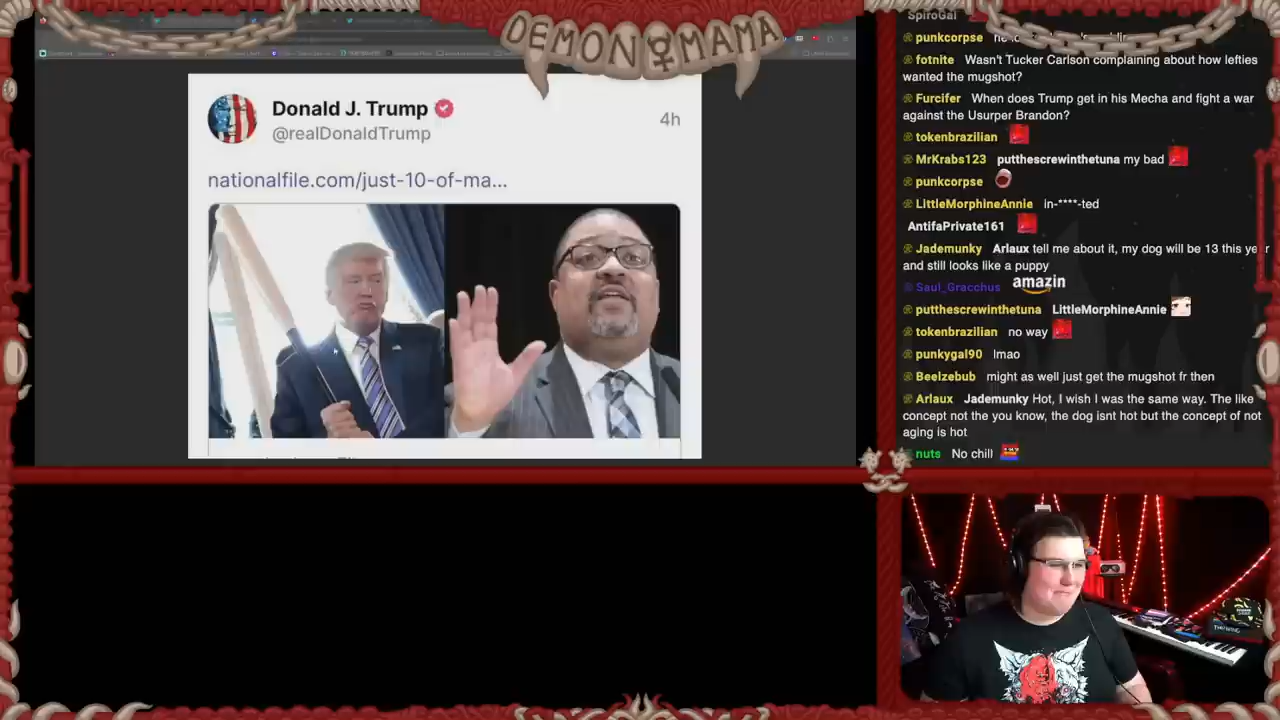 DEMON MAMA
Donald J. Trump
@realDonaldTrump
4h
nationalfile.com/just-10-of-ma...
SpiroGal
punkcorpse
fotnite Wasn't Tucker Carlson complaining about how lefties
wanted the mugshot?
Furcifer When does Trump get in his Mecha and fight a war
against the Usurper Brandon?
tokenbrazilian
MrKrabs123 putthescrewinthetuna my bad
punkcorpse
LittleMorphineAnnie in-****-ted
AntifaPrivate161
Jademunky Arlaux tell me about it, my dog will be 13 this year
and still looks like a puppy
Saul_Gracchus amazin
putthescrewinthetuna LittleMorphineAnnie
tokenbrazilian no way
punkygal90 lmao
Beelzebub might as well just get the mugshot fr then
Arlaux Jademunky Hot, I wish I was the same way. The like
concept not the you know, the dog isnt hot but the concept of not
aging is hot
nuts No chill